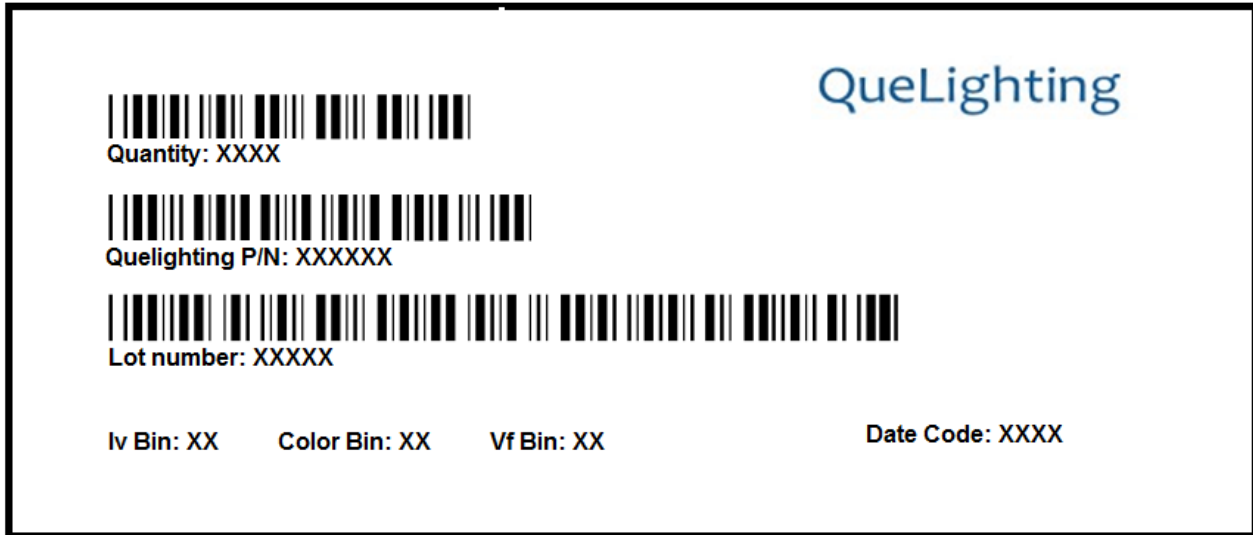 QueLighting
Quantity: XXXX
Quelighting P/N: XXXXXX
Lot number: XXXXX
Iv Bin: XX Color Bin: XX Vf Bin: XX Date Code: XXXX